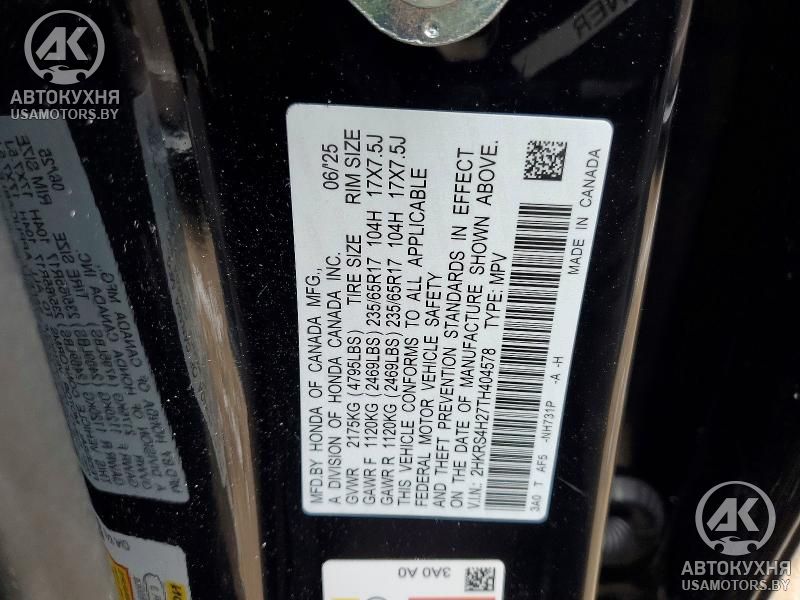 АВТОКУХНЯ
USAMOTORS.BY
MFD.BY HONDA OF CANADA MFG.,
A DIVISION OF HONDA CANADA INC. 06/'25
GVWR 2175KG (4795LBS) TIRE SIZE RIM SIZE
GAWR F 1120KG (2469LBS) 235/65R17 104H 17X7.5J
GAWR R 1120KG (2469LBS) 235/65R17 104H 17X7.5J
THIS VEHICLE CONFORMS TO ALL APPLICABLE
FEDERAL MOTOR VEHICLE SAFETY
AND THEFT PREVENTION STANDARDS IN EFFECT
ON THE DATE OF MANUFACTURE SHOWN ABOVE.
V.I.N.: 2HKRS4H27TH404578 TYPE: MPV
3A0 T AF5 -NH731P -A -H
MADE IN CANADA
3A0 A0
АВТОКУХНЯ
USAMOTORS.BY